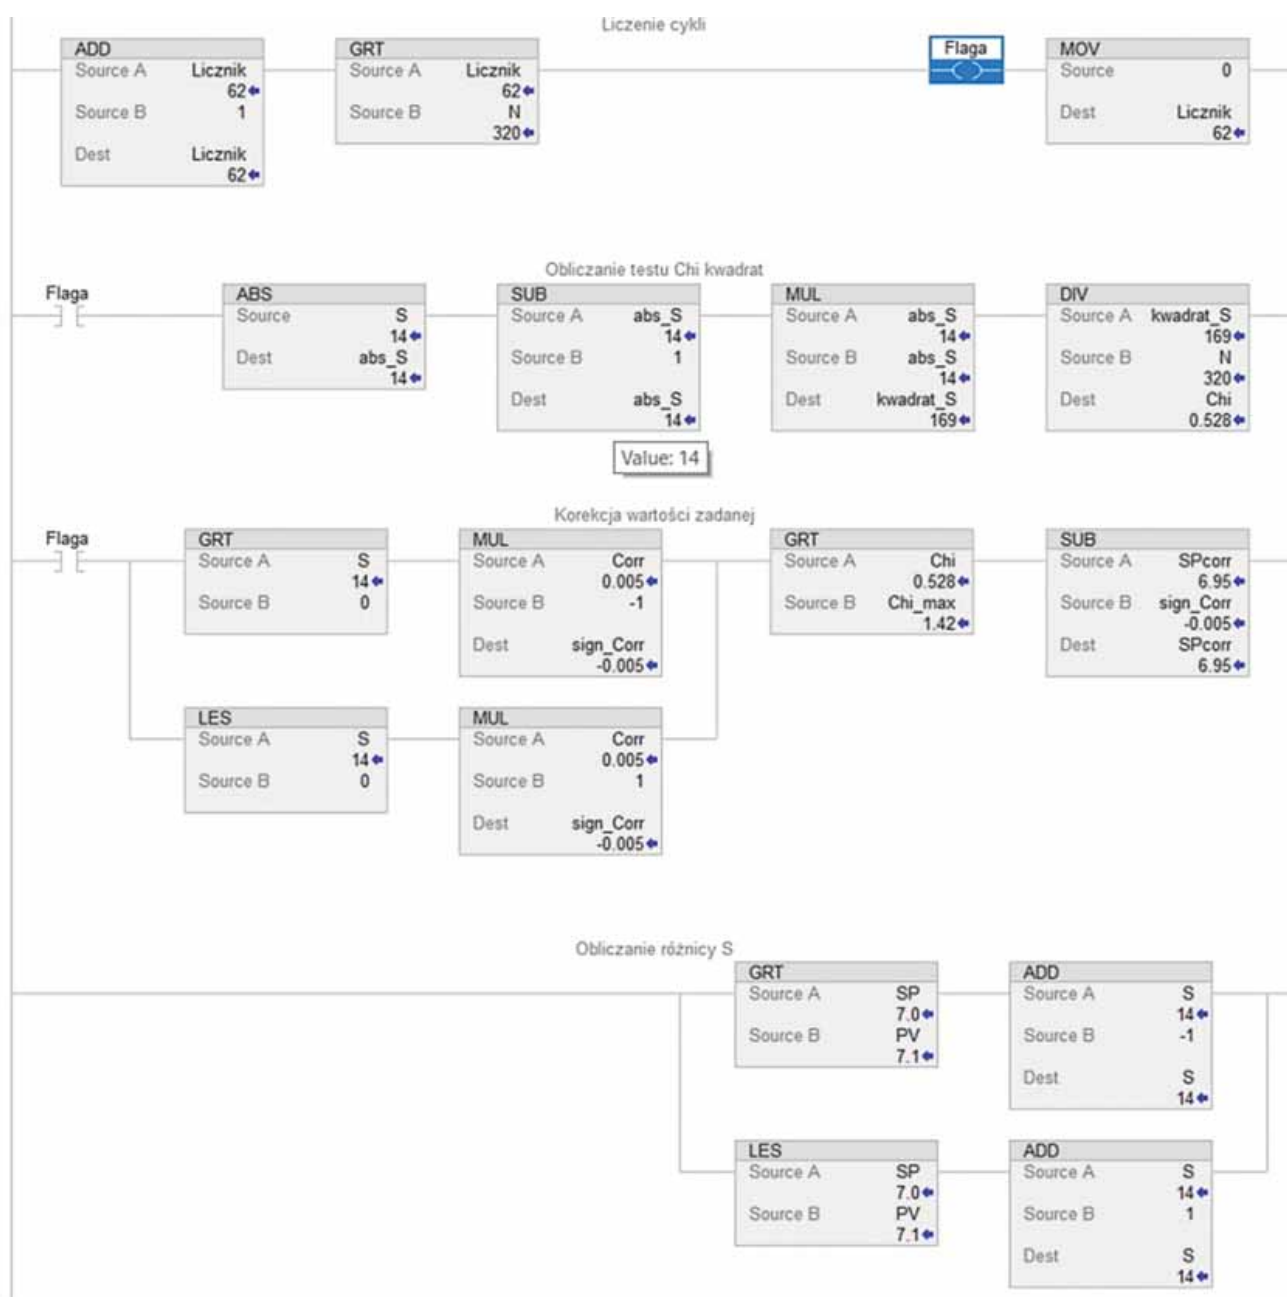 Liczenie cykli
ADD
Source A Licznik
62
Source B 1
Dest Licznik
62
GRT
Source A Licznik
62
Source B N
320
Flaga
MOV
Source 0
Dest Licznik
62
Obliczanie testu Chi kwadrat
Flaga
ABS
Source S
14
Dest abs_S
14
SUB
Source A abs_S
14
Source B 1
Dest abs_S
14
Value: 14
MUL
Source A abs_S
14
Source B abs_S
14
Dest kwadrat_S
169
DIV
Source A kwadrat_S
169
Source B N
320
Dest Chi
0.528
Korekcja wartości zadanej
Flaga
GRT
Source A S
14
Source B 0
MUL
Source A Corr
0.005
Source B -1
Dest sign_Corr
-0.005
GRT
Source A Chi
0.528
Source B Chi_max
1.42
SUB
Source A SPcorr
6.95
Source B sign_Corr
-0.005
Dest SPcorr
6.95
LES
Source A S
14
Source B 0
MUL
Source A Corr
0.005
Source B 1
Dest sign_Corr
-0.005
Obliczanie różnicy S
GRT
Source A SP
7.0
Source B PV
7.1
ADD
Source A S
14
Source B -1
Dest S
14
LES
Source A SP
7.0
Source B PV
7.1
ADD
Source A S
14
Source B 1
Dest S
14